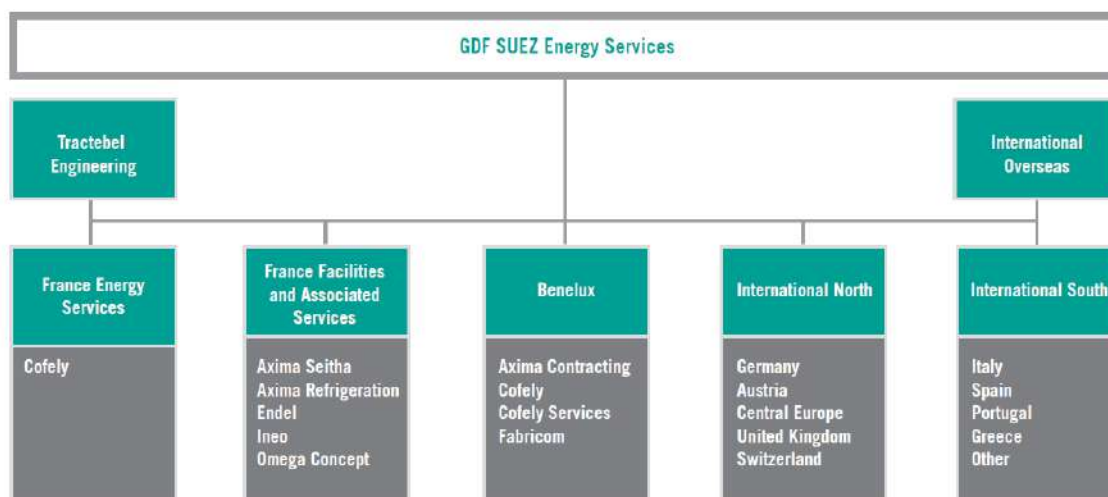 GDF SUEZ Energy Services
Tractebel
Engineering
International
Overseas
France Energy
Services
France Facilities
and Associated
Services
Benelux
International North
International South
Cofely
Axima Seitha
Axima Refrigeration
Endel
Ineo
Omega Concept
Axima Contracting
Cofely
Cofely Services
Fabricom
Germany
Austria
Central Europe
United Kingdom
Switzerland
Italy
Spain
Portugal
Greece
Other